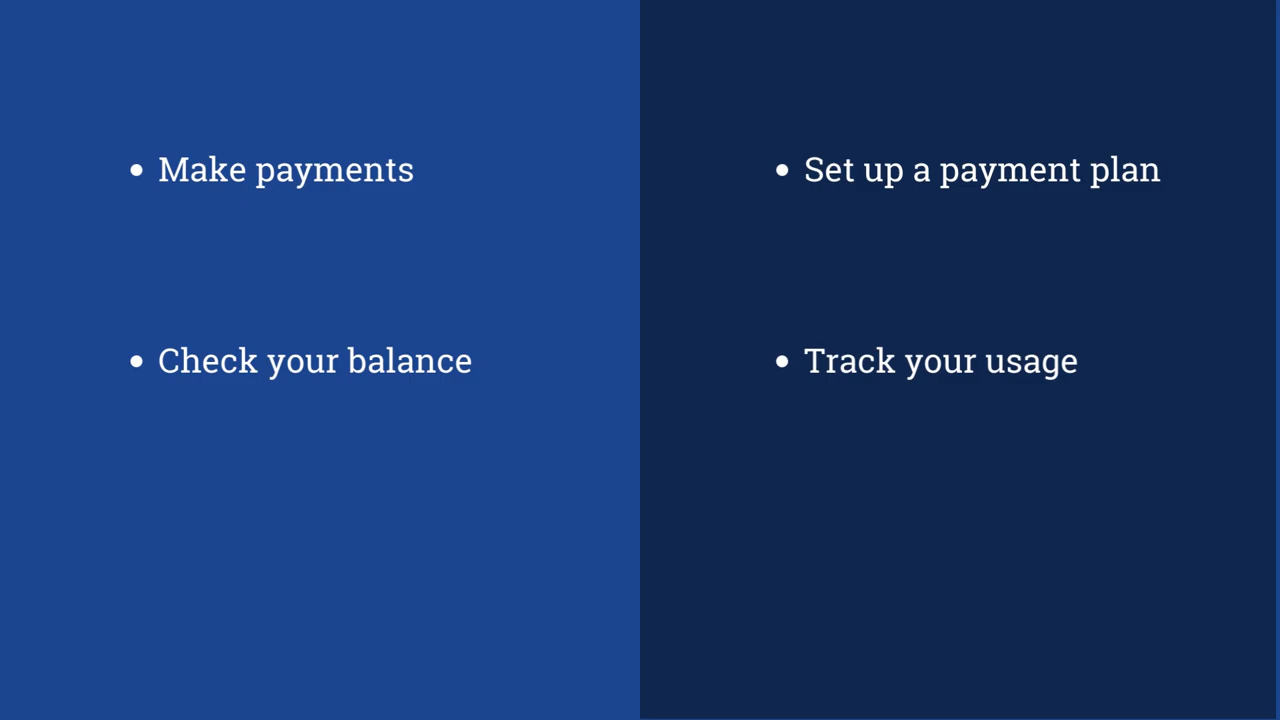 • Make payments
• Set up a payment plan
• Check your balance
• Track your usage